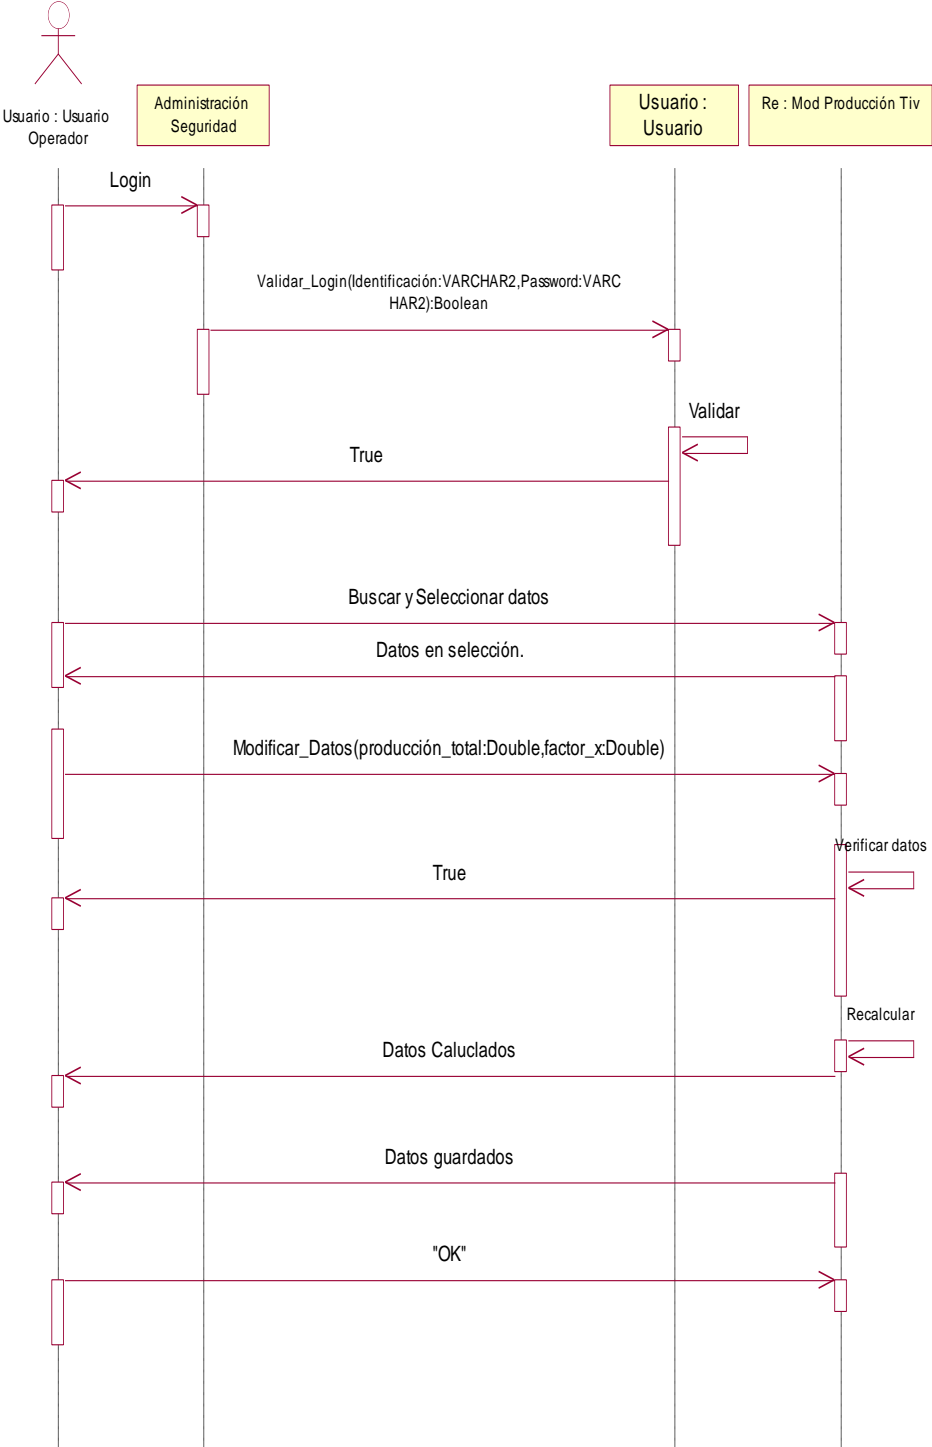 Usuario : Usuario
Operador
Administración
Seguridad
Usuario :
Usuario
Re : Mod Producción Tiv
Login
Validar_Login(Identificación:VARCHAR2,Password:VARC
HAR2):Boolean
Validar
True
Buscar y Seleccionar datos
Datos en selección.
Modificar_Datos(producción_total:Double,factor_x:Double)
Verificar datos
True
Recalcular
Datos Caluclados
Datos guardados
"OK"